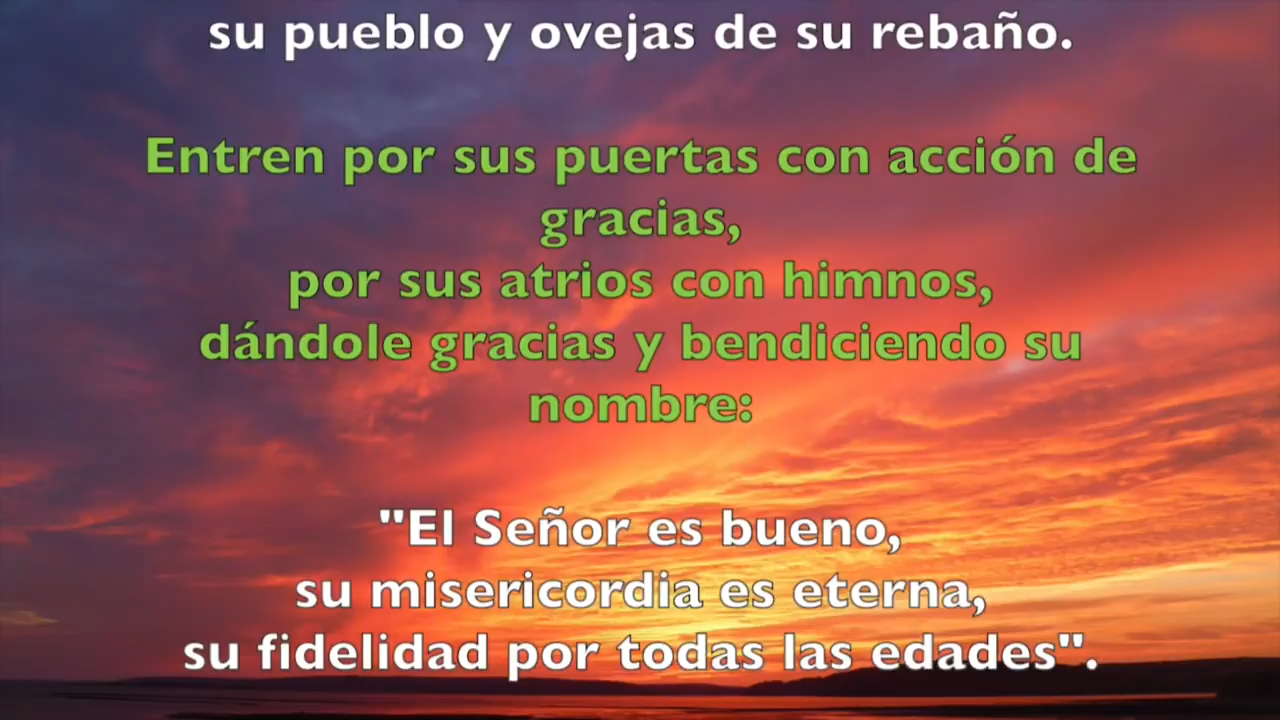 su pueblo y ovejas de su rebaño.
Entren por sus puertas con acción de
gracias,
por sus atrios con himnos,
dándole gracias y bendiciendo su
nombre:
"El Señor es bueno,
su misericordia es eterna,
su fidelidad por todas las edades".